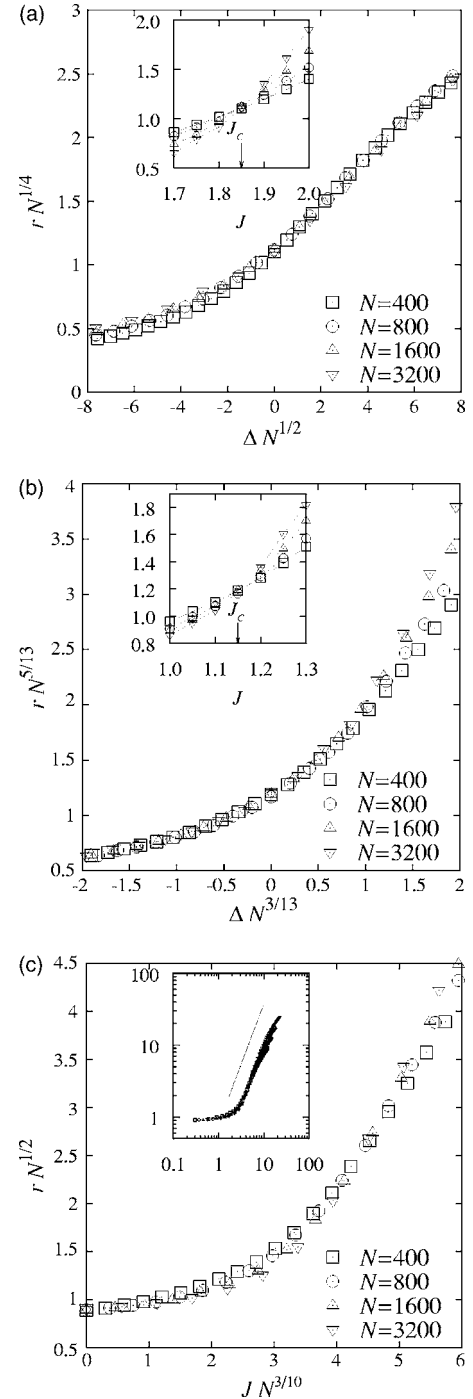 (a)
2.0
1.5
1.0
0.5
J_c
1.7 1.8 1.9 2.0
J
3
2.5
2
1.5
1
0.5
0
r N^{1/4}
N=400
N=800
N=1600
N=3200
-8 -6 -4 -2 0 2 4 6 8
Δ N^{1/2}
(b)
1.8
1.6
1.4
1.2
1.0
0.8
J_c
1.0 1.1 1.2 1.3
J
4
3.5
3
2.5
2
1.5
1
0.5
r N^{5/13}
N=400
N=800
N=1600
N=3200
-2 -1.5 -1 -0.5 0 0.5 1 1.5 2
Δ N^{3/13}
(c)
100
10
1
0.1 1 10 100
4.5
4
3.5
3
2.5
2
1.5
1
0.5
r N^{1/2}
N=400
N=800
N=1600
N=3200
0 1 2 3 4 5 6
J N^{3/10}